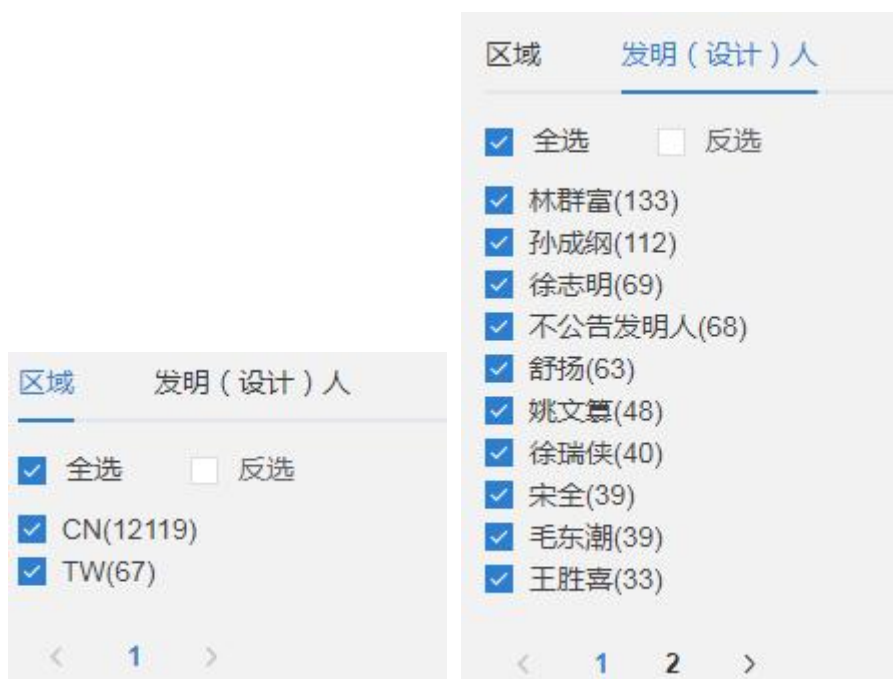 区域 发明（设计）人
全选 反选
CN(12119)
TW(67)
< 1 >
区域 发明（设计）人
全选 反选
林群富(133)
孙成纲(112)
徐志明(69)
不公告发明人(68)
舒扬(63)
姚文纂(48)
徐瑞侠(40)
宋全(39)
毛东潮(39)
王胜喜(33)
< 1 2 >